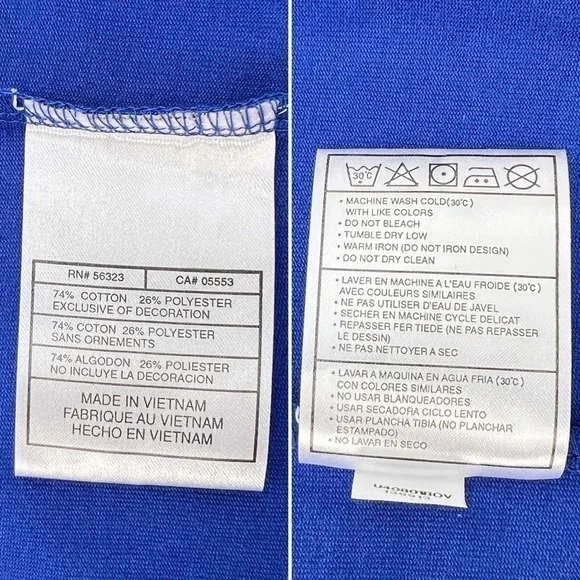 RN# 56323 CA# 05553
74% COTTON 26% POLYESTER
EXCLUSIVE OF DECORATION
74% COTON 26% POLYESTER
SANS ORNEMENTS
74% ALGODON 26% POLIESTER
NO INCLUYE LA DECORACION
MADE IN VIETNAM
FABRIQUE AU VIETNAM
HECHO EN VIETNAM
30°C
• MACHINE WASH COLD(30°C)
WITH LIKE COLORS
• DO NOT BLEACH
• TUMBLE DRY LOW
• WARM IRON (DO NOT IRON DESIGN)
• DO NOT DRY CLEAN
• LAVER EN MACHINE A L'EAU FROIDE (30°C)
AVEC COULEURS SIMILAIRES
• NE PAS UTILISER D'EAU DE JAVEL
• SECHER EN MACHINE CYCLE DELICAT
• REPASSER FER TIEDE (NE PAS REPASSER
LE DESSIN)
• NE PAS NETTOYER A SEC
• LAVAR A MAQUINA EN AGUA FRIA (30°C)
CON COLORES SIMILARES
• NO USAR BLANQUEADORES
• USAR SECADORA CICLO LENTO
• USAR PLANCHA TIBIA (NO PLANCHAR
ESTAMPADO)
• NO LAVAR EN SECO